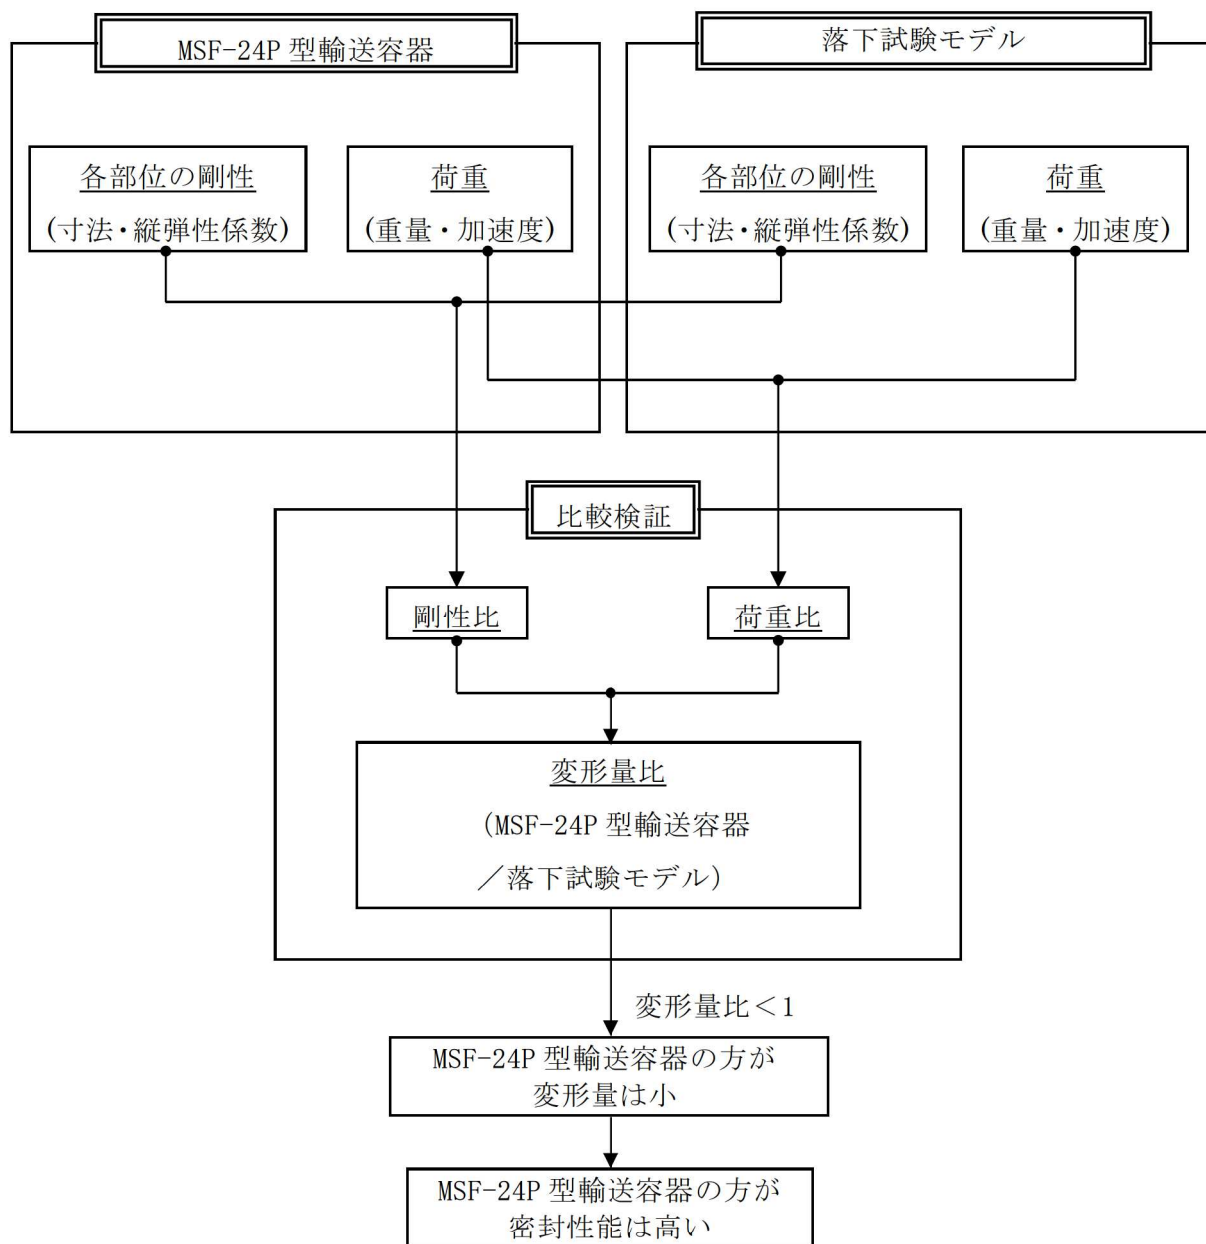 MSF-24P 型輸送容器
落下試験モデル
各部位の剛性
(寸法・縦弾性係数)
荷重
(重量・加速度)
各部位の剛性
(寸法・縦弾性係数)
荷重
(重量・加速度)
比較検証
剛性比
荷重比
変形量比
(MSF-24P 型輸送容器
／落下試験モデル)
変形量比＜1
MSF-24P 型輸送容器の方が
変形量は小
MSF-24P 型輸送容器の方が
密封性能は高い